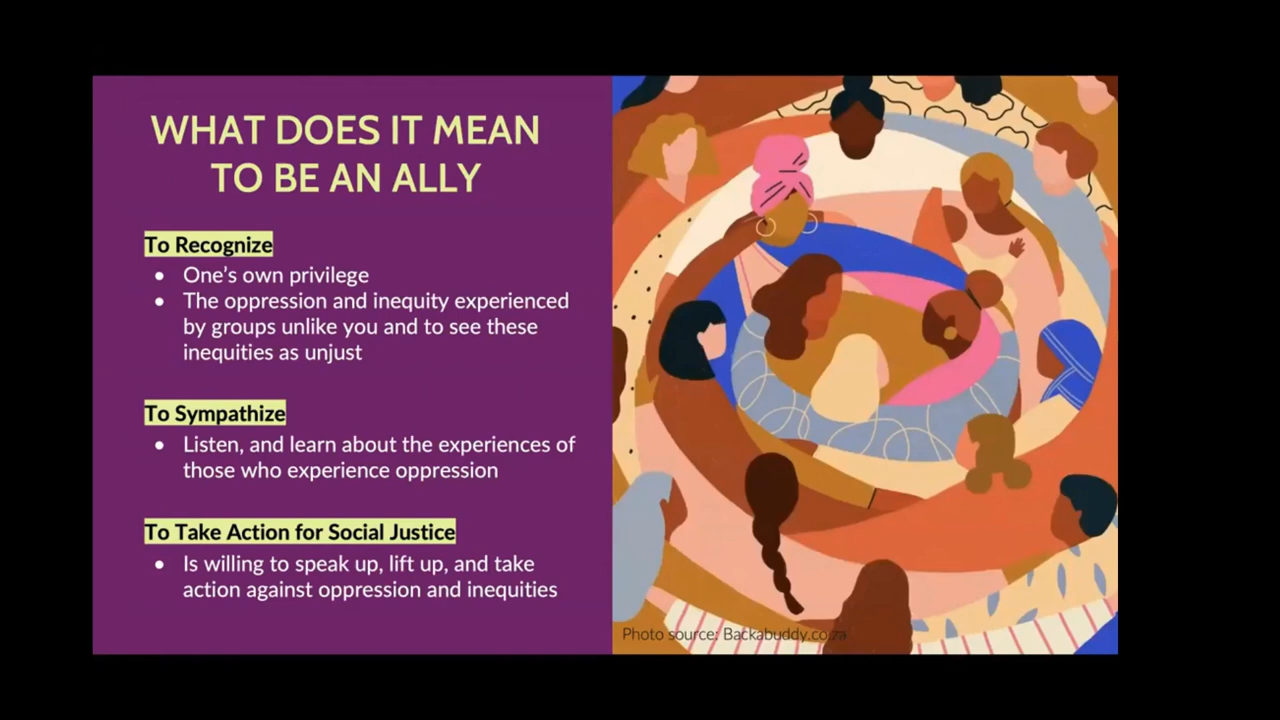 WHAT DOES IT MEAN
TO BE AN ALLY
To Recognize
• One's own privilege
• The oppression and inequity experienced
by groups unlike you and to see these
inequities as unjust
To Sympathize
• Listen, and learn about the experiences of
those who experience oppression
To Take Action for Social Justice
• Is willing to speak up, lift up, and take
action against oppression and inequities
Photo source: Backabuddy.co.za